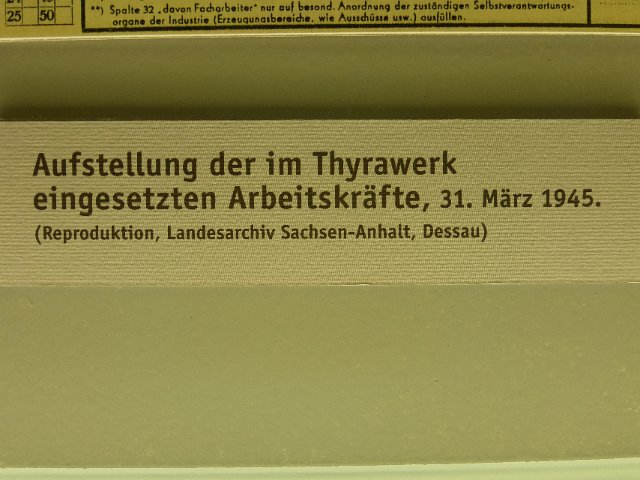 24
25 50
**) Spalte 32 „davon Facharbeiter" nur auf besond. Anordnung der zuständigen Selbstverantwortungs-
organe der Industrie (Erzeugungsbereiche, wie Ausschüsse usw.) ausfüllen.
Aufstellung der im Thyrawerk
eingesetzten Arbeitskräfte, 31. März 1945.
(Reproduktion, Landesarchiv Sachsen-Anhalt, Dessau)